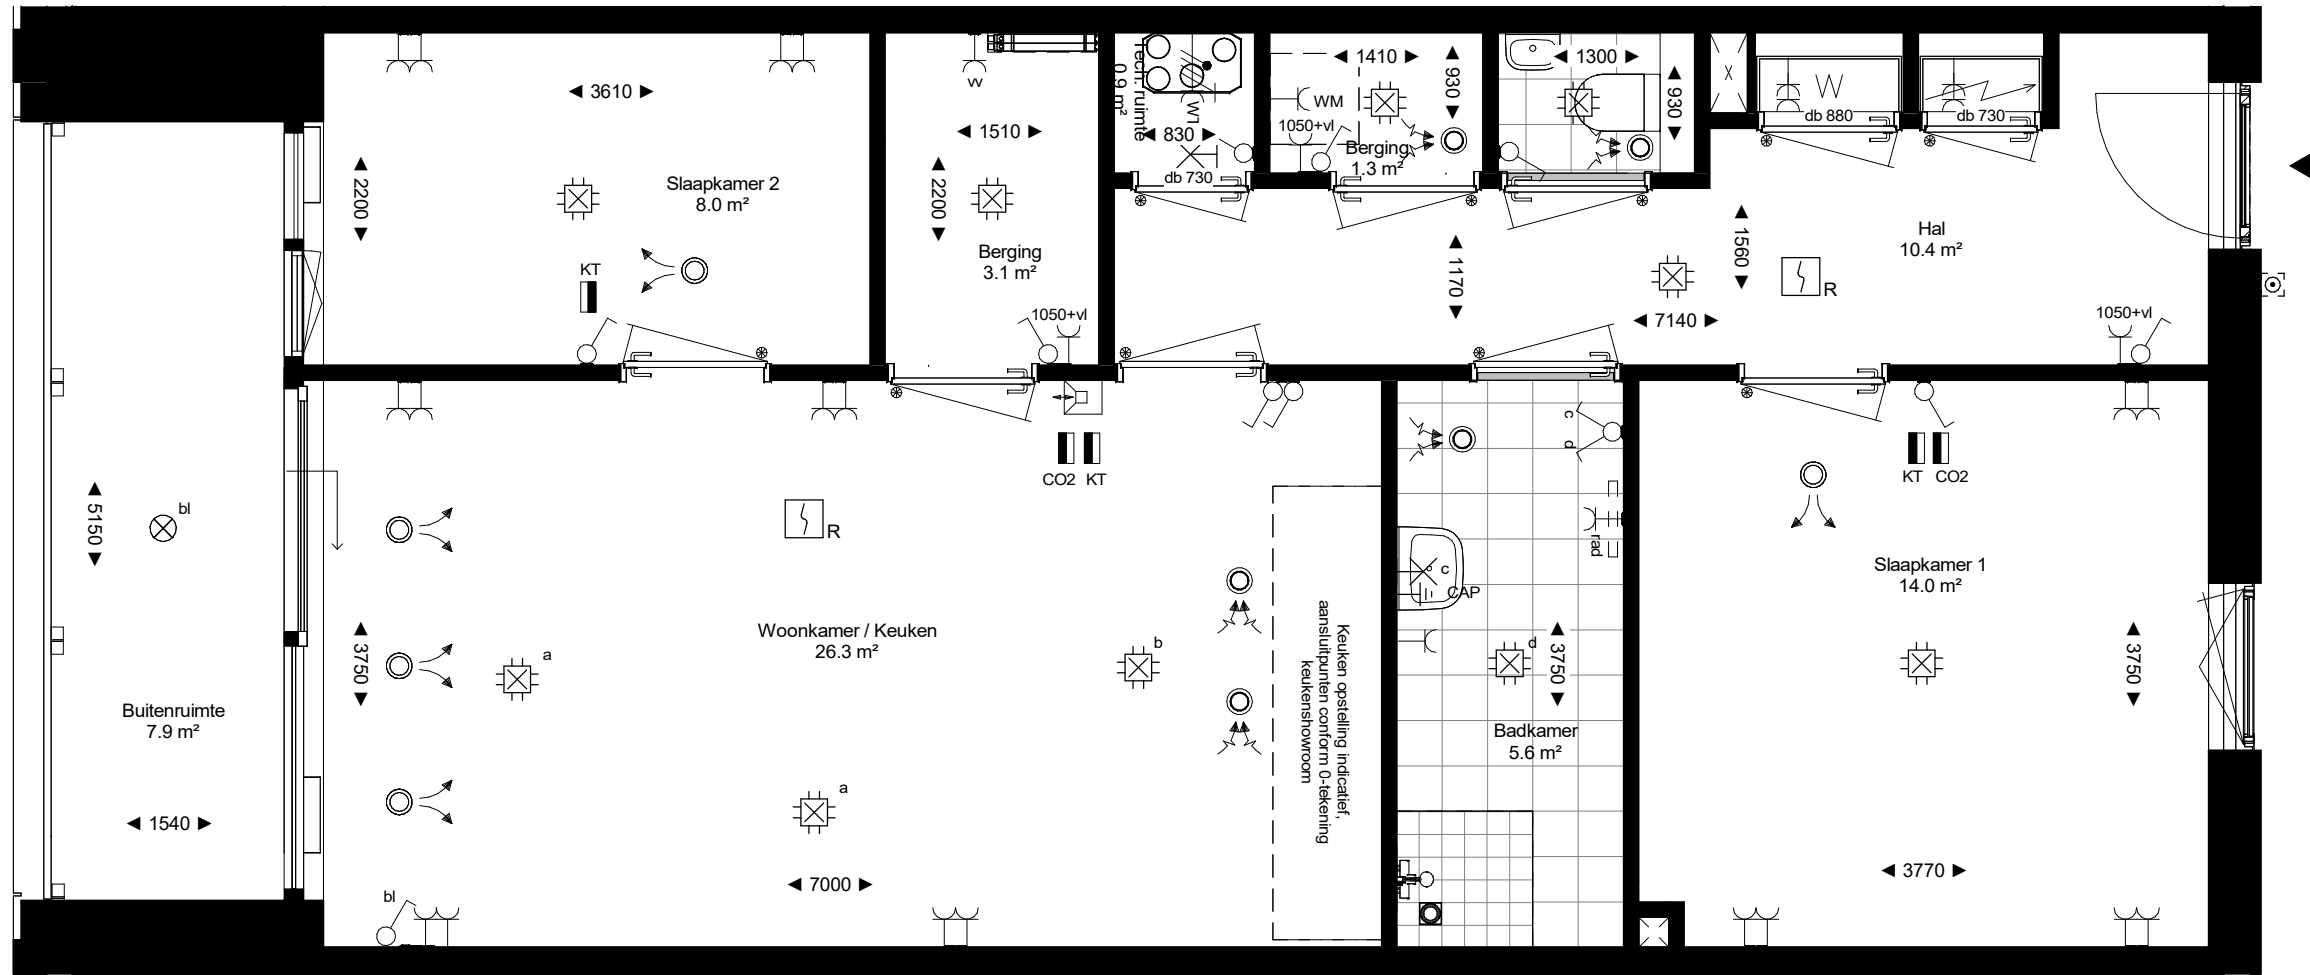 3610
2200
Slaapkamer 2
8.0 m²
KT
1510
2200
Berging
3.1 m²
1050+vl
Tech. ruimte
0.9 m²
830
db 730
1410
930
WM
1050+vl
Berging
1.3 m²
1300
930
W
db 880
db 730
1170
1560
7140
R
Hal
10.4 m²
1050+vl
5150
bl
Buitenruimte
7.9 m²
1540
3750
a
R
Woonkamer / Keuken
26.3 m²
a
7000
bl
CO2
KT
b
Keuken opstelling indicatief,
aansluitpunten conform 0-tekening
keukenshowroom
c
d
rad
c
CAP
d
3750
Badkamer
5.6 m²
KT
CO2
Slaapkamer 1
14.0 m²
3750
3770